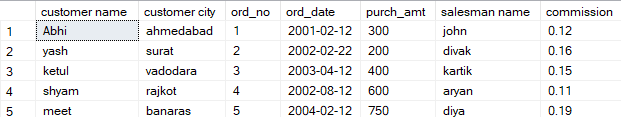 customer name customer city ord_no ord_date purch_amt salesman name commission
1 Abhi ahmedabad 1 2001-02-12 300 john 0.12
2 yash surat 2 2002-02-22 200 divak 0.16
3 ketul vadodara 3 2003-04-12 400 kartik 0.15
4 shyam rajkot 4 2002-08-12 600 aryan 0.11
5 meet banaras 5 2004-02-12 750 diya 0.19